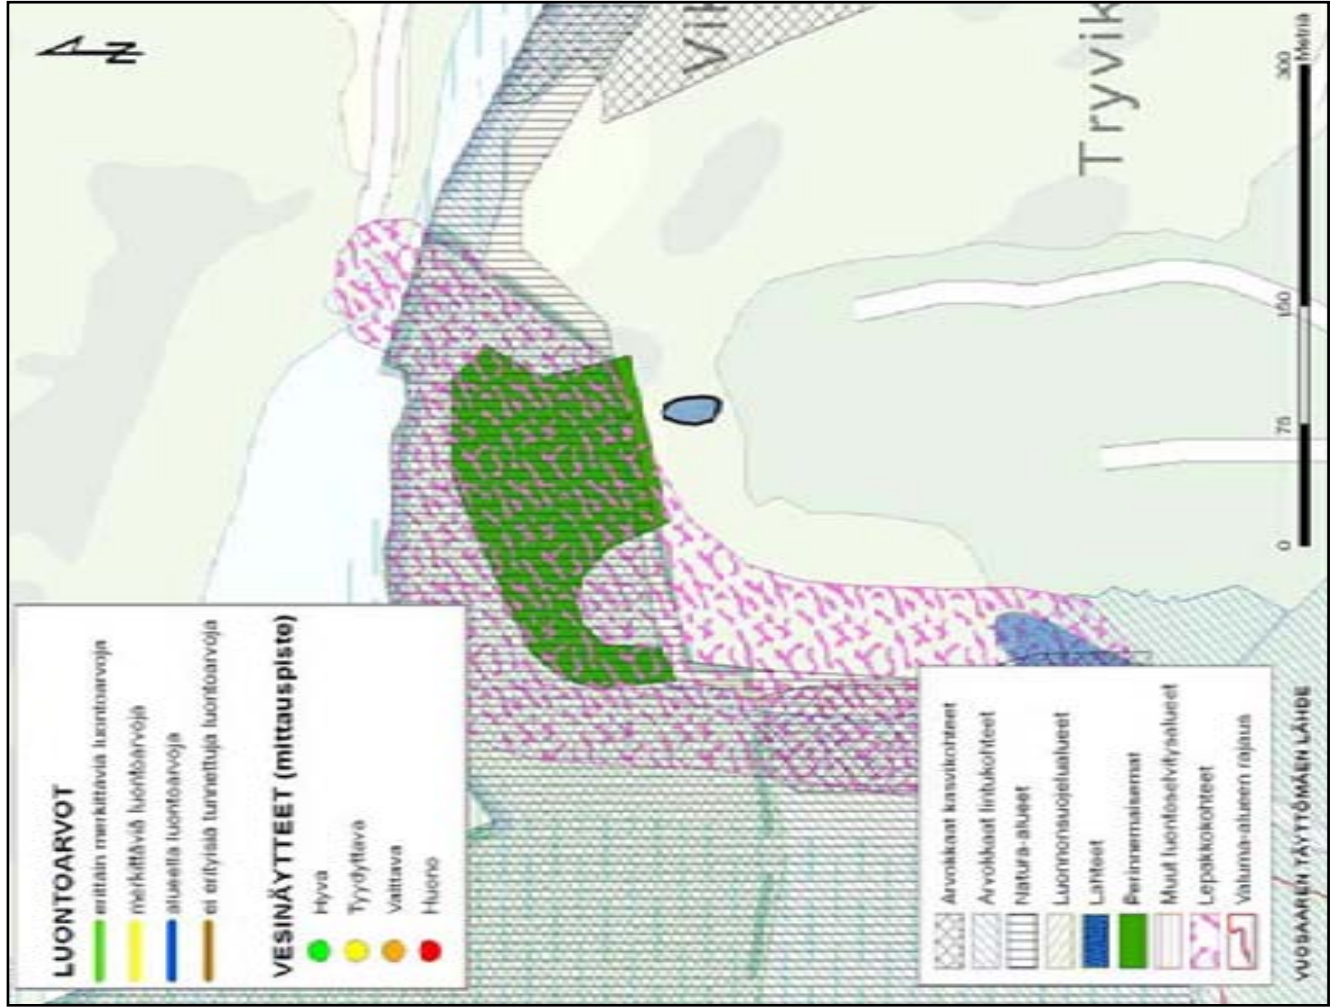 N
LUONTOARVOT
erittäin merkittäviä luontoarvoja
merkittäviä luontoarvoja
alueella luontoarvoja
ei erityisiä tunnettuja luontoarvoja
VESINÄYTTEET (mittauspiste)
Hyvä
Tyydyttävä
Välttävä
Huono
Vik
Tryvik
Arvokkaat kasvikohteet
Arvokkaat lintukohteet
Natura-alueet
Luonnonsuojelualueet
Lähteet
Perinnemaisemat
Muut luontoselvitysalueet
Lepakkokohteet
Valuma-alueen rajaus
VUOSAAREN TÄYTTÖMÄEN LÄHDE
0 75 150 300
Metriä